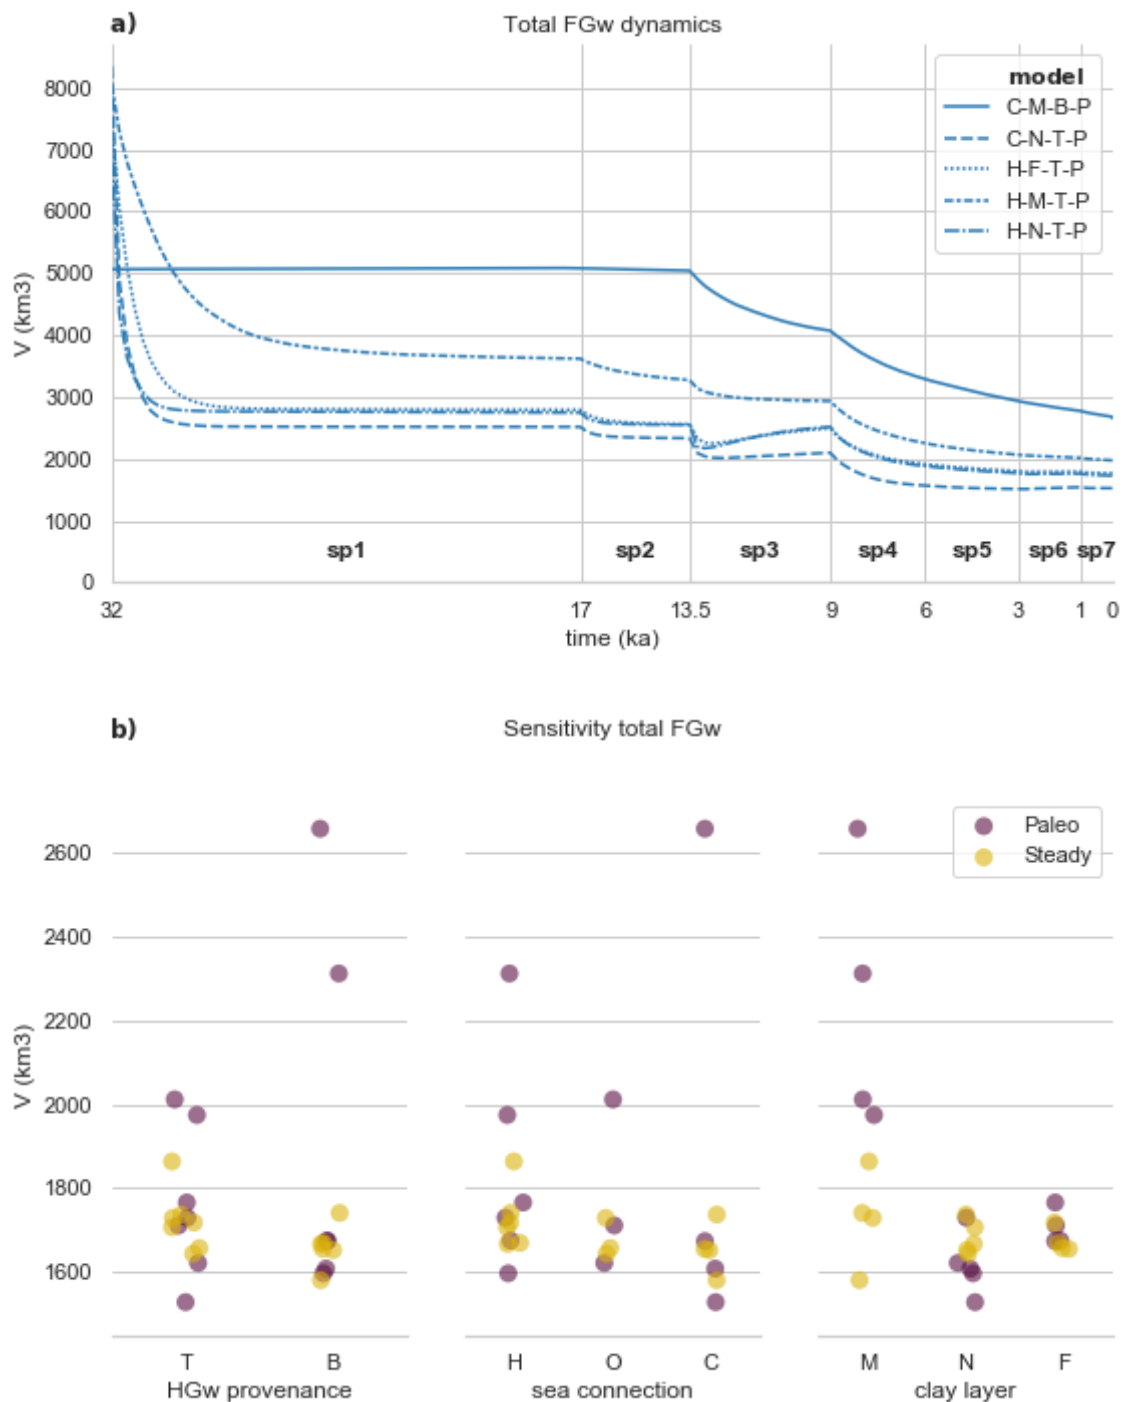 a)
Total FGw dynamics
model
C-M-B-P
C-N-T-P
H-F-T-P
H-M-T-P
H-N-T-P
V (km3)
8000
7000
6000
5000
4000
3000
2000
1000
0
sp1 sp2 sp3 sp4 sp5 sp6 sp7
32 17 13.5 9 6 3 1 0
time (ka)
b)
Sensitivity total FGw
Paleo
Steady
V (km3)
2600
2400
2200
2000
1800
1600
T B H O C M N F
HGw provenance sea connection clay layer